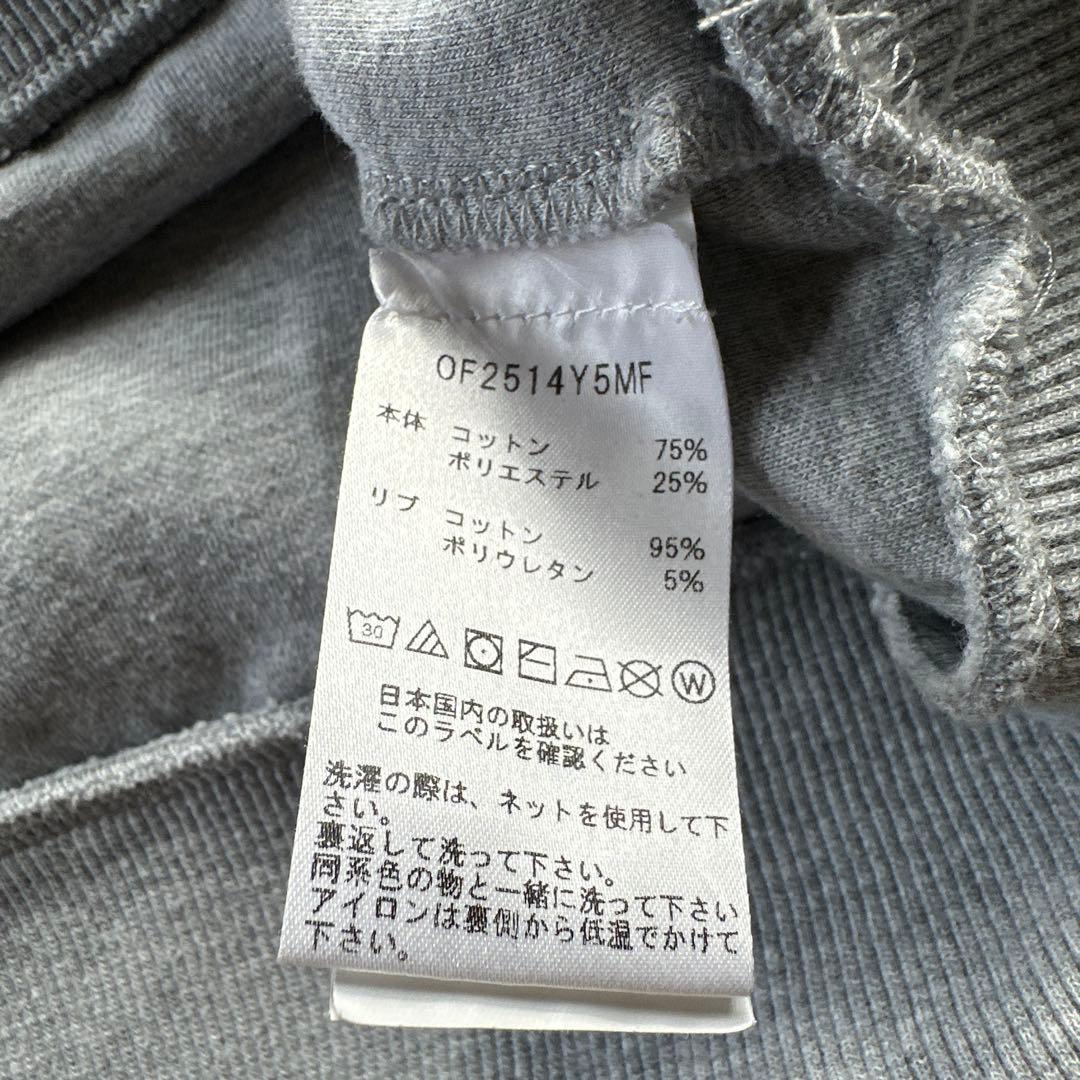 OF2514Y5MF
本体 コットン 75%
ポリエステル 25%
リブ コットン 95%
ポリウレタン 5%
30 W
日本国内の取扱いは
このラベルを確認ください
洗濯の際は、ネットを使用して下
さい。
裏返して洗って下さい。
同系色の物と一緒に洗って下さい
アイロンは裏側から低温でかけて
下さい。